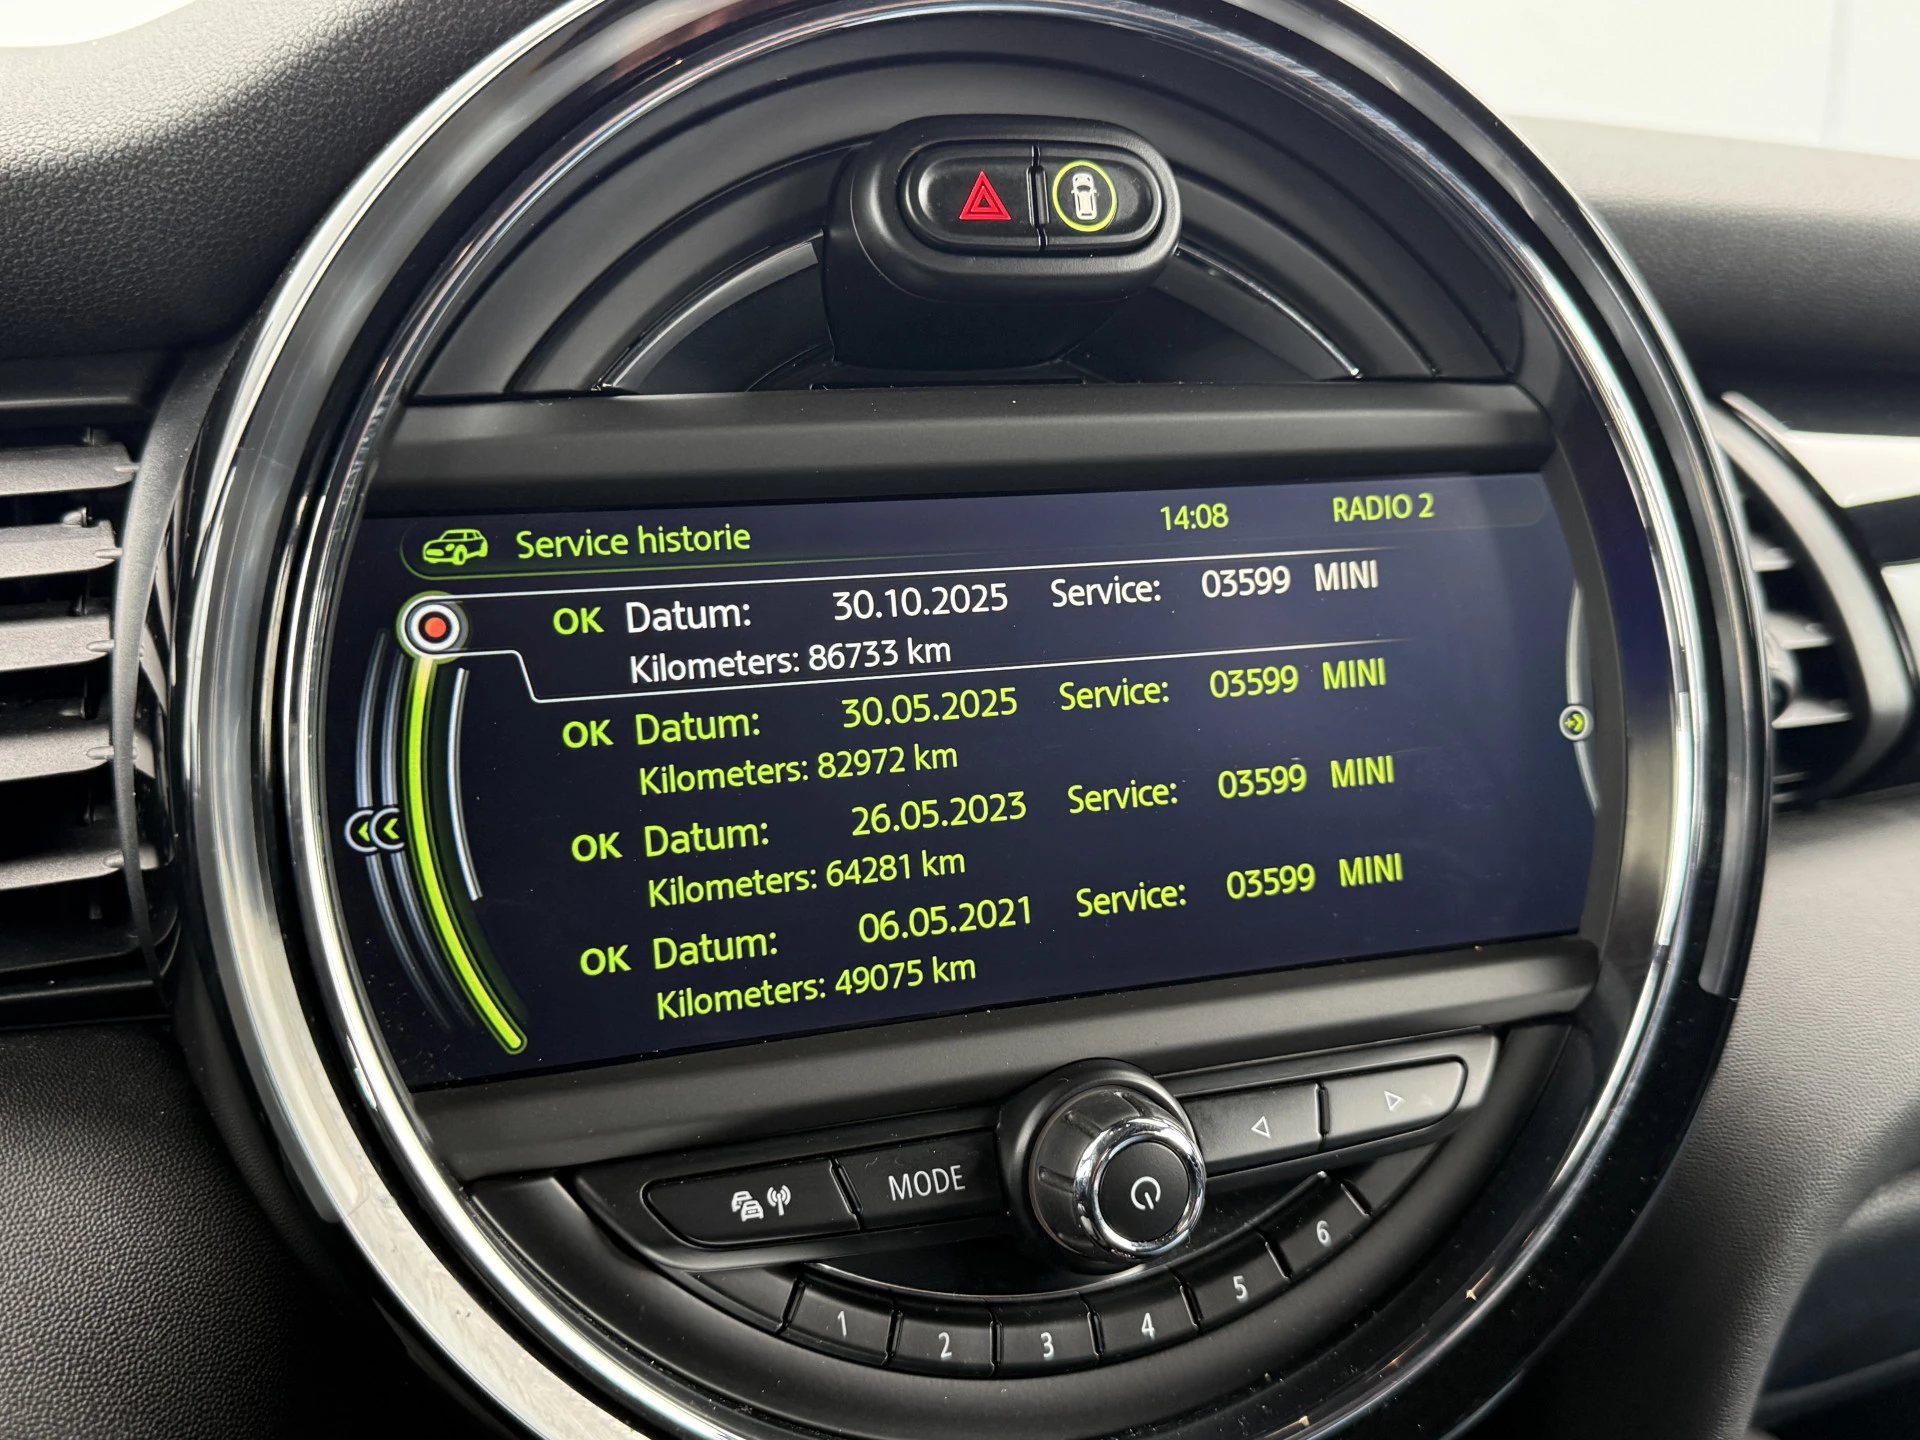 Service historie 14:08 RADIO 2
OK Datum: 30.10.2025 Service: 03599 MINI
Kilometers: 86733 km
OK Datum: 30.05.2025 Service: 03599 MINI
Kilometers: 82972 km
OK Datum: 26.05.2023 Service: 03599 MINI
Kilometers: 64281 km
OK Datum: 06.05.2021 Service: 03599 MINI
Kilometers: 49075 km
MODE
1 2 3 4 5 6